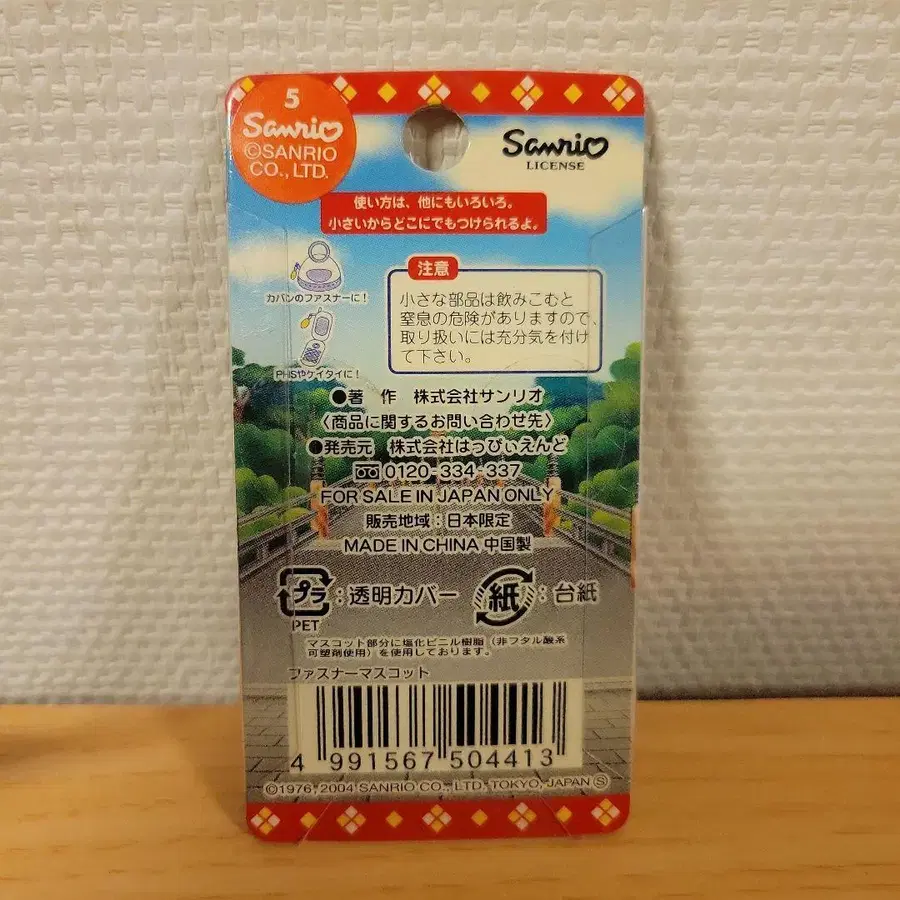 5
Sanrio
©SANRIO
CO., LTD.
Sanrio
LICENSE
使い方は、他にもいろいろ。
小さいからどこにでもつけられるよ。
カバンのファスナーに!
PHSやケイタイに!
注意
小さな部品は飲みこむと
窒息の危険がありますので、
取り扱いには充分気を付け
て下さい。
●著 作 株式会社サンリオ
〈商品に関するお問い合わせ先〉
●発売元 株式会社はっぴぃえんど
0120-334-337
FOR SALE IN JAPAN ONLY
販売地域:日本限定
MADE IN CHINA 中国製
プラ :透明カバー 紙 :台紙
PET
マスコット部分に塩化ビニル樹脂(非フタル酸系
可塑剤使用)を使用しております。
ファスナーマスコット
4 991567 504413
©1976, 2004 SANRIO CO., LTD. TOKYO, JAPAN Ⓢ